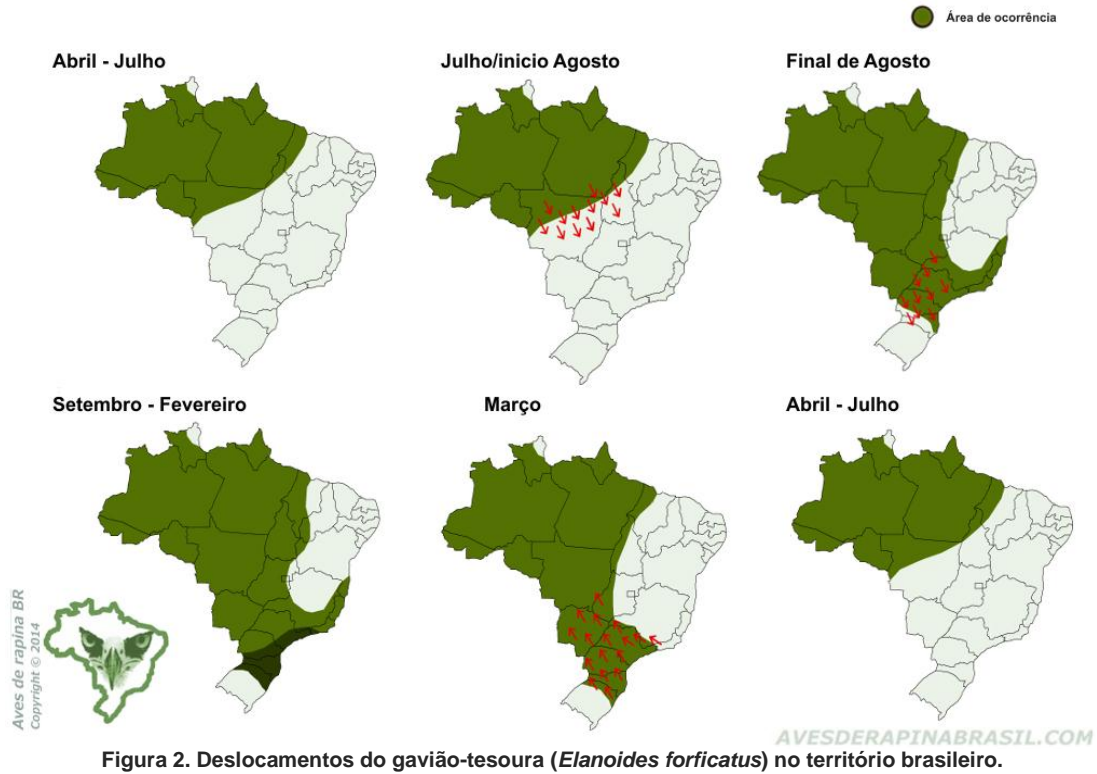 Área de ocorrência
Abril - Julho
Julho/inicio Agosto
Final de Agosto
Setembro - Fevereiro
Março
Abril - Julho
Aves de rapina BR
Copyright © 2014
AVESDERAPINABRASIL.COM
Figura 2. Deslocamentos do gavião-tesoura (Elanoides forficatus) no território brasileiro.